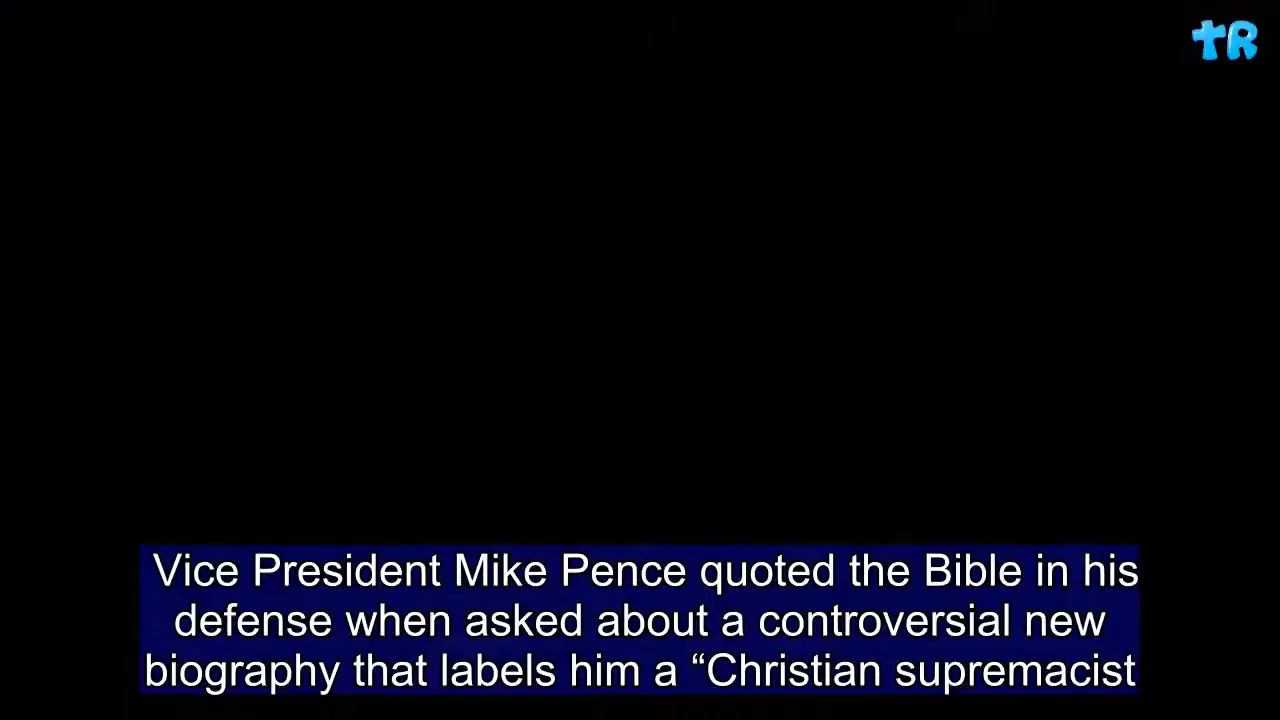 tR
Vice President Mike Pence quoted the Bible in his
defense when asked about a controversial new
biography that labels him a “Christian supremacist